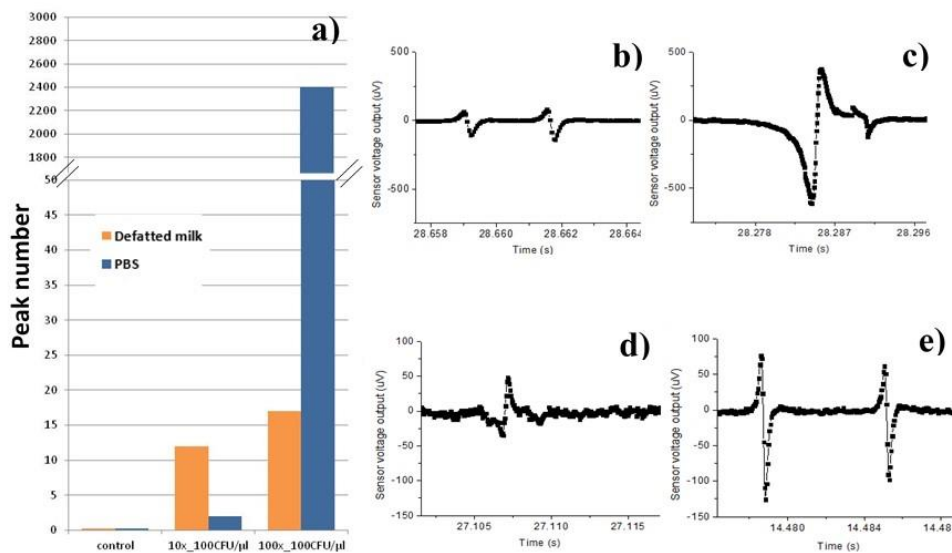 a)
Peak number
3000
2800
2600
2400
2200
2000
1800
50
45
40
35
30
25
20
15
10
5
0
Defatted milk
PBS
control
10x_100CFU/µl
100x_100CFU/µl
b)
Sensor voltage output (uV)
500
0
-500
28.658
28.660
28.662
28.664
Time (s)
c)
Sensor voltage output (uV)
500
0
-500
28.278
28.287
28.296
Time (s)
d)
Sensor voltage output (uV)
100
50
0
-50
-100
-150
27.105
27.110
27.115
Time (s)
e)
Sensor voltage output (uV)
100
50
0
-50
-100
-150
14.480
14.484
Time (s)